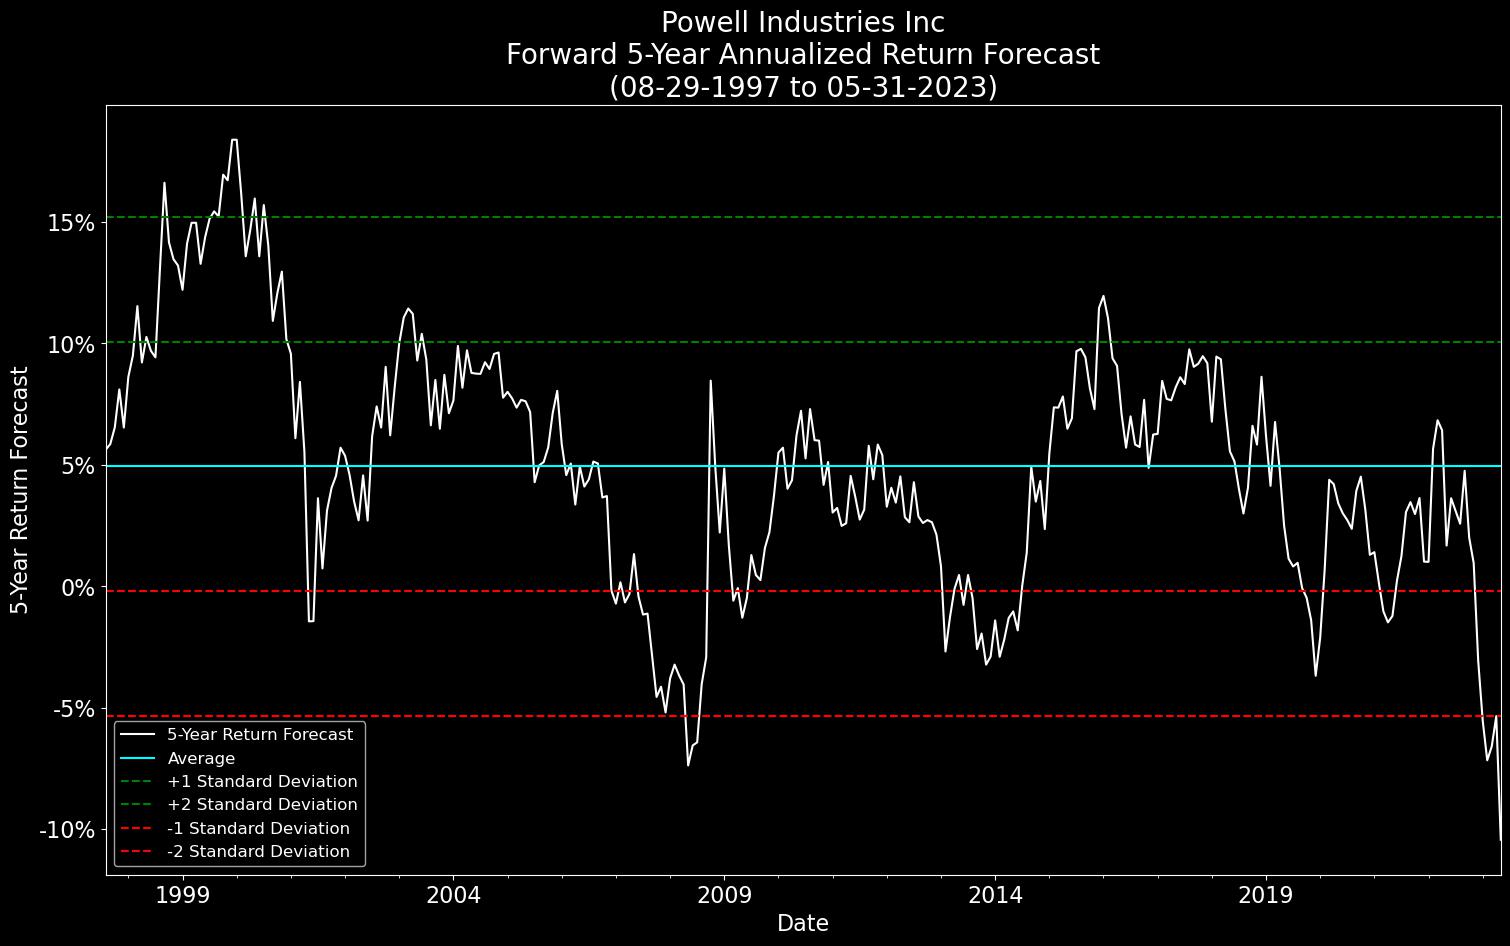 Powell Industries Inc
Forward 5-Year Annualized Return Forecast
(08-29-1997 to 05-31-2023)
5-Year Return Forecast
15%
10%
5%
0%
-5%
-10%
5-Year Return Forecast
Average
+1 Standard Deviation
+2 Standard Deviation
-1 Standard Deviation
-2 Standard Deviation
1999 2004 2009 2014 2019
Date